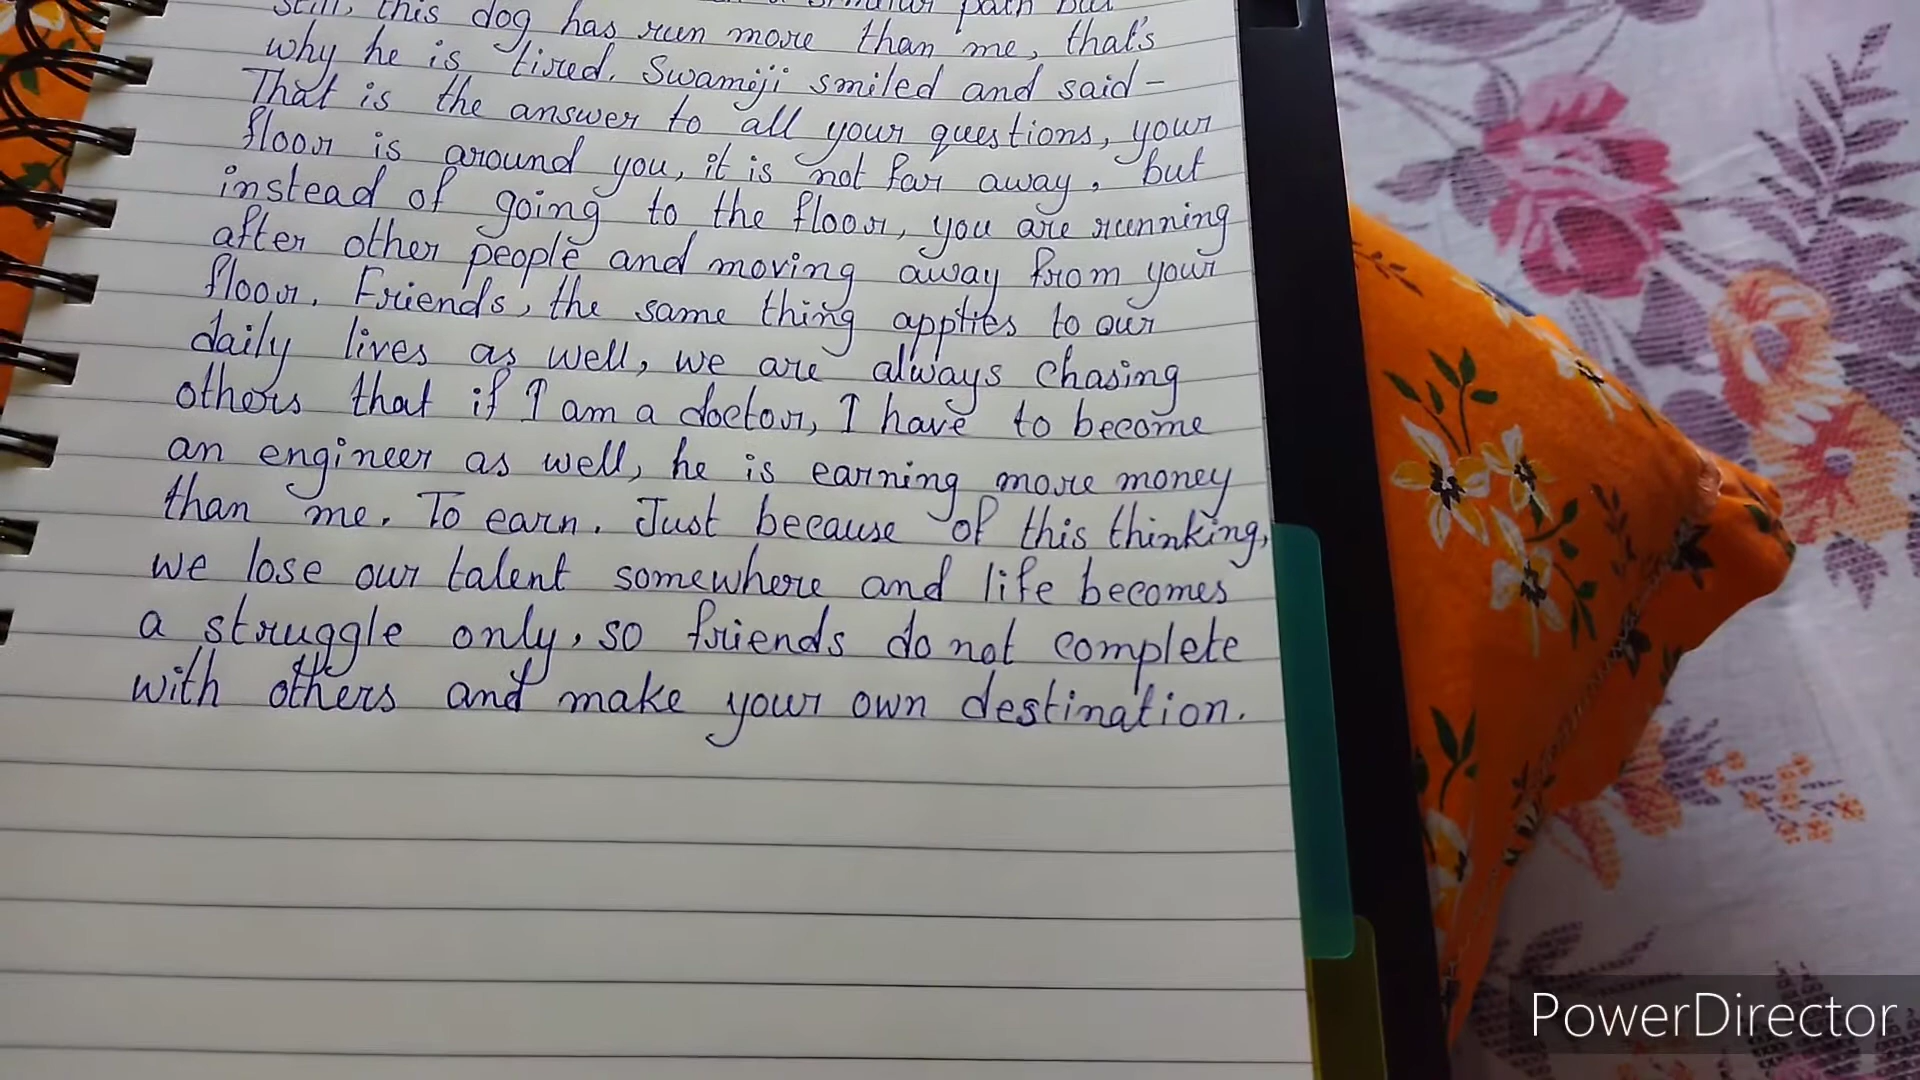 still, this dog has run more than me, that's
why he is tired. Swamiji smiled and said -
That is the answer to all your questions, your
floor is around you, it is not far away. but
instead of going to the floor, you are running
after other people and moving away from your
floor. Friends, the same thing applies to our
daily lives as well, we are always chasing
others that if I am a doctor, I have to become
an engineer as well, he is earning more money
than me. To earn. Just because of this thinking,
we lose our talent somewhere and life becomes
a struggle only, so friends do not complete
with others and make your own destination.
PowerDirector